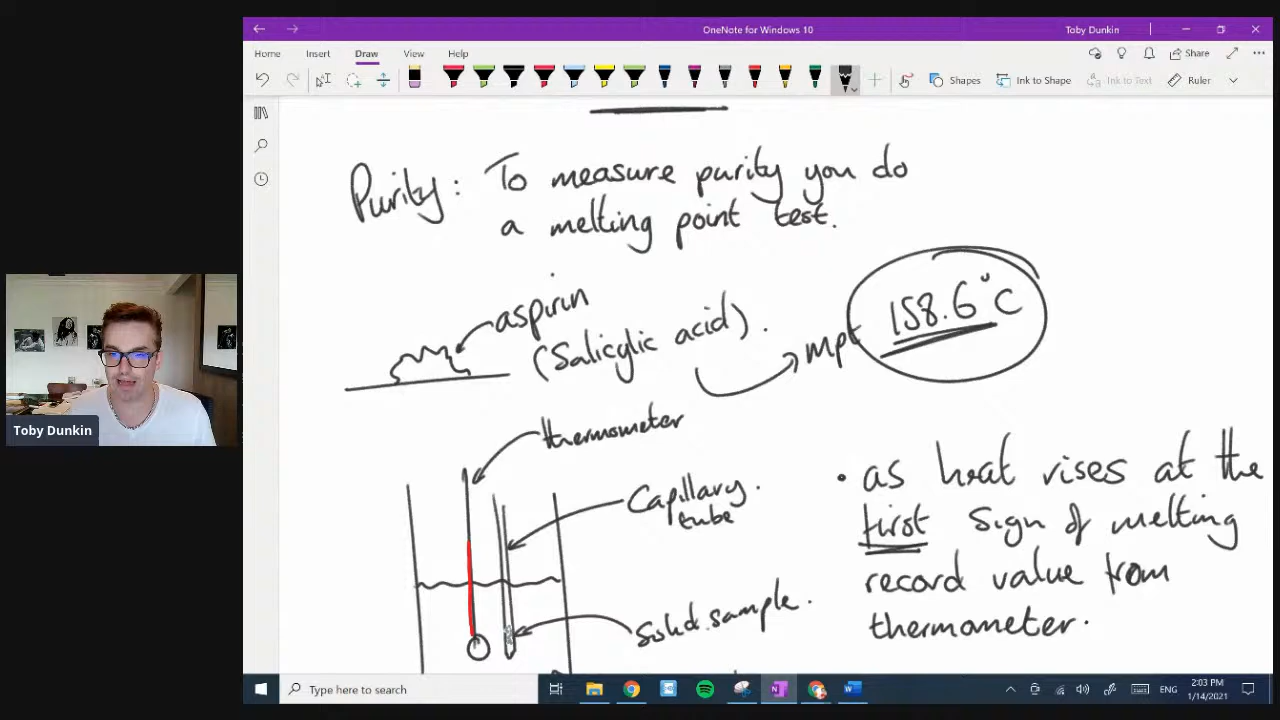 OneNote for Windows 10
Toby Dunkin
Home Insert Draw View Help
Share
Shapes Ink to Shape Ink to Text Ruler
Purity: To measure purity you do
a melting point test.
aspirin
(Salicylic acid).
mpt 158.6°C
thermometer
Capillary
tube
Solid sample.
• as heat rises at the
first sign of melting
record value from
thermometer.
Toby Dunkin
Type here to search
ENG
2:03 PM
1/14/2021